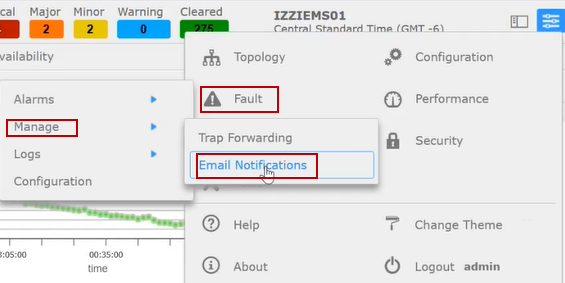 cal Major Minor Warning Cleared
2 2 0 275
IZZIEMS01
Central Standard Time (GMT -6)
vailability
Topology
Configuration
Alarms
Manage
Logs
Configuration
Fault
Performance
Trap Forwarding
Email Notifications
Security
Help
Change Theme
About
Logout admin
3:05:00 00:35:00
time